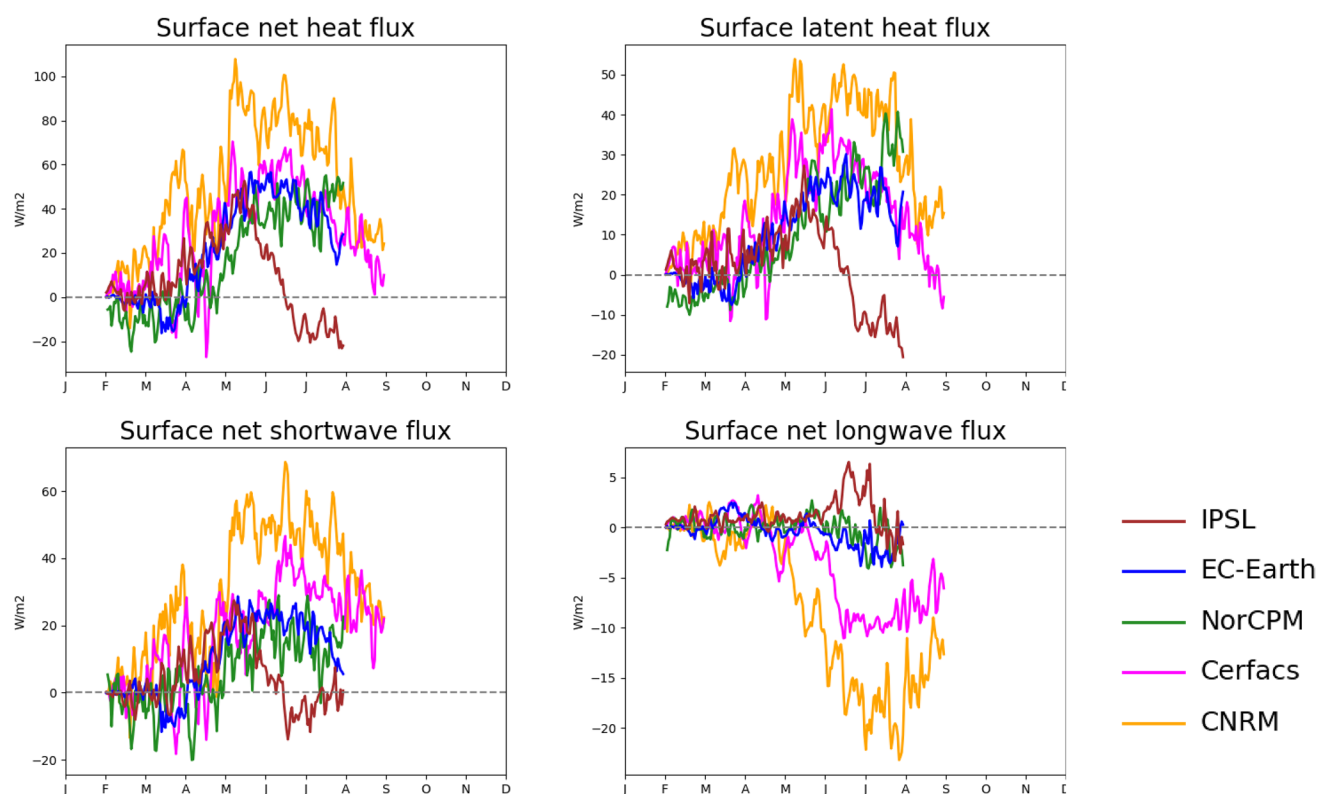 Surface net heat flux
Surface latent heat flux
100
80
60
40
20
0
−20
W/m2
J F M A M J J A S O N D
50
40
30
20
10
0
−10
−20
W/m2
J F M A M J J A S O N D
Surface net shortwave flux
Surface net longwave flux
60
40
20
0
−20
W/m2
J F M A M J J A S O N D
5
0
−5
−10
−15
−20
W/m2
J F M A M J J A S O N D
IPSL
EC-Earth
NorCPM
Cerfacs
CNRM